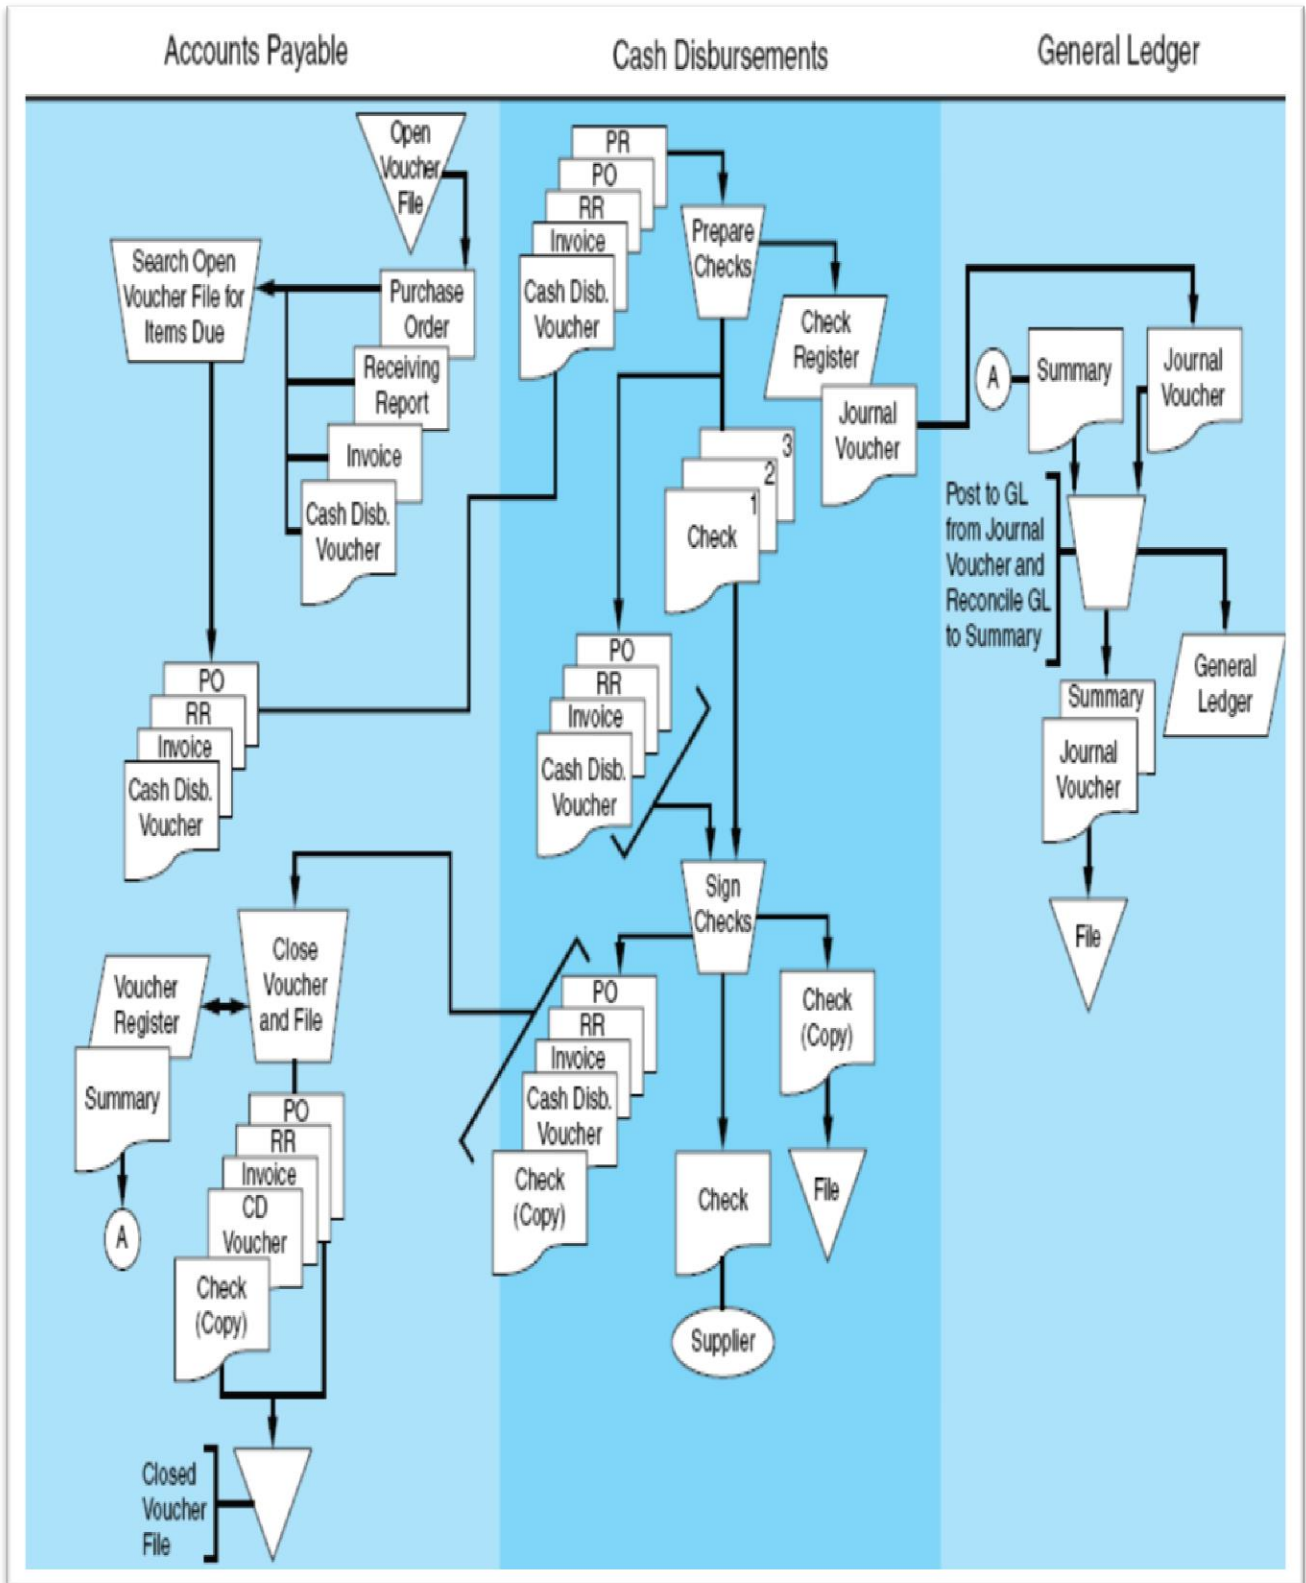 Accounts Payable
Cash Disbursements
General Ledger
Open
Voucher
File
Search Open
Voucher File for
Items Due
Purchase
Order
Receiving
Report
Invoice
Cash Disb.
Voucher
PO
RR
Invoice
Cash Disb.
Voucher
Close
Voucher
and File
Voucher
Register
Summary
A
PO
RR
Invoice
CD
Voucher
Check
(Copy)
Closed
Voucher
File
PR
PO
RR
Invoice
Cash Disb.
Voucher
Prepare
Checks
Check
Register
Journal
Voucher
3
2
1
Check
PO
RR
Invoice
Cash Disb.
Voucher
Sign
Checks
PO
RR
Invoice
Cash Disb.
Voucher
Check
(Copy)
Check
(Copy)
File
Check
Supplier
A
Summary
Journal
Voucher
Post to GL
from Journal
Voucher and
Reconcile GL
to Summary
General
Ledger
Summary
Journal
Voucher
File